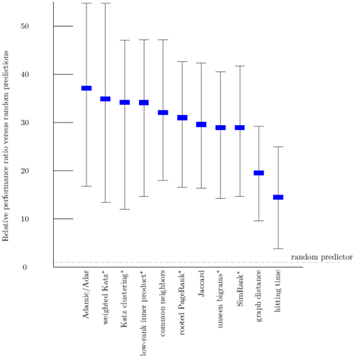 Relative performance ratio versus random predictions
50
40
30
20
10
0
random predictor
Adamic/Adar
weighted Katz*
Katz clustering*
low-rank inner product*
common neighbors
rooted PageRank*
Jaccard
unseen bigrams*
SimRank*
graph distance
hitting time